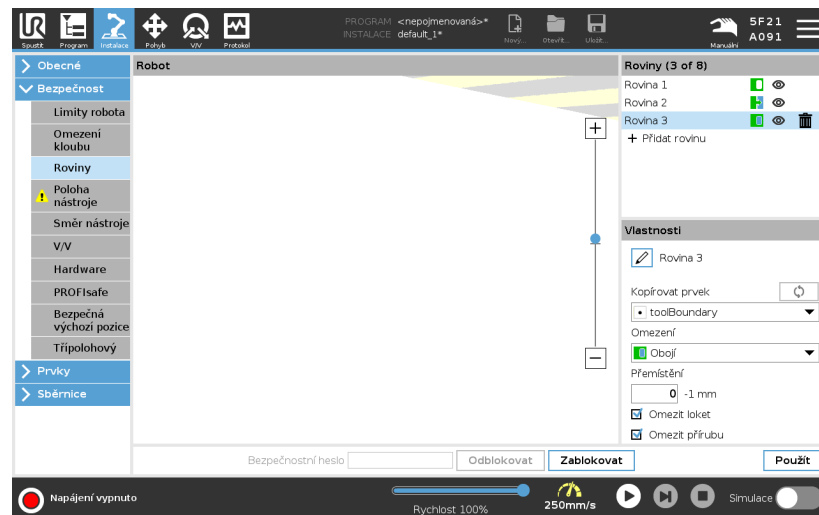 PROGRAM <nepojmenovaná>*
INSTALACE default_1*
Spustit
Program
Instalace
Pohyb
V/V
Protokol
Nový...
Otevřít...
Uložit...
Manuální
5F21
A091
Obecné
Bezpečnost
Limity robota
Omezení
kloubu
Roviny
Poloha
nástroje
Směr nástroje
V/V
Hardware
PROFIsafe
Bezpečná
výchozí pozice
Třípolohový
Prvky
Sběrnice
Robot
+
−
Roviny (3 of 8)
Rovina 1
Rovina 2
Rovina 3
+ Přidat rovinu
Vlastnosti
Rovina 3
Kopírovat prvek
toolBoundary
Omezení
Obojí
Přemístění
0 -1 mm
Omezit loket
Omezit přírubu
Bezpečnostní heslo
Odblokovat
Zablokovat
Použít
Napájení vypnuto
Rychlost 100%
250mm/s
Simulace